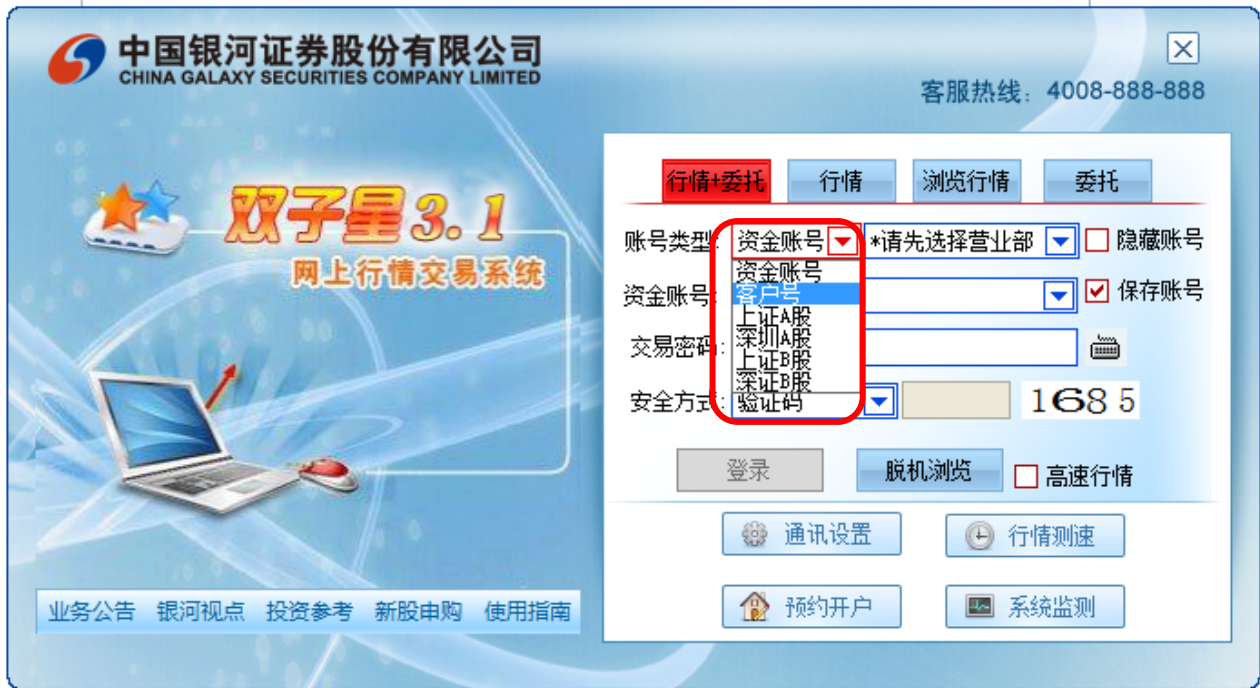 中国银河证券股份有限公司
CHINA GALAXY SECURITIES COMPANY LIMITED
客服热线: 4008-888-888
双子星3.1
网上行情交易系统
行情+委托 行情 浏览行情 委托
账号类型: 资金账号 *请先选择营业部 隐藏账号
资金账号
客户号
上证A股
深圳A股
上证B股
深证B股
资金账号: 保存账号
交易密码:
安全方式: 验证码 1685
登录 脱机浏览 高速行情
通讯设置 行情测速
预约开户 系统监测
业务公告 银河视点 投资参考 新股申购 使用指南